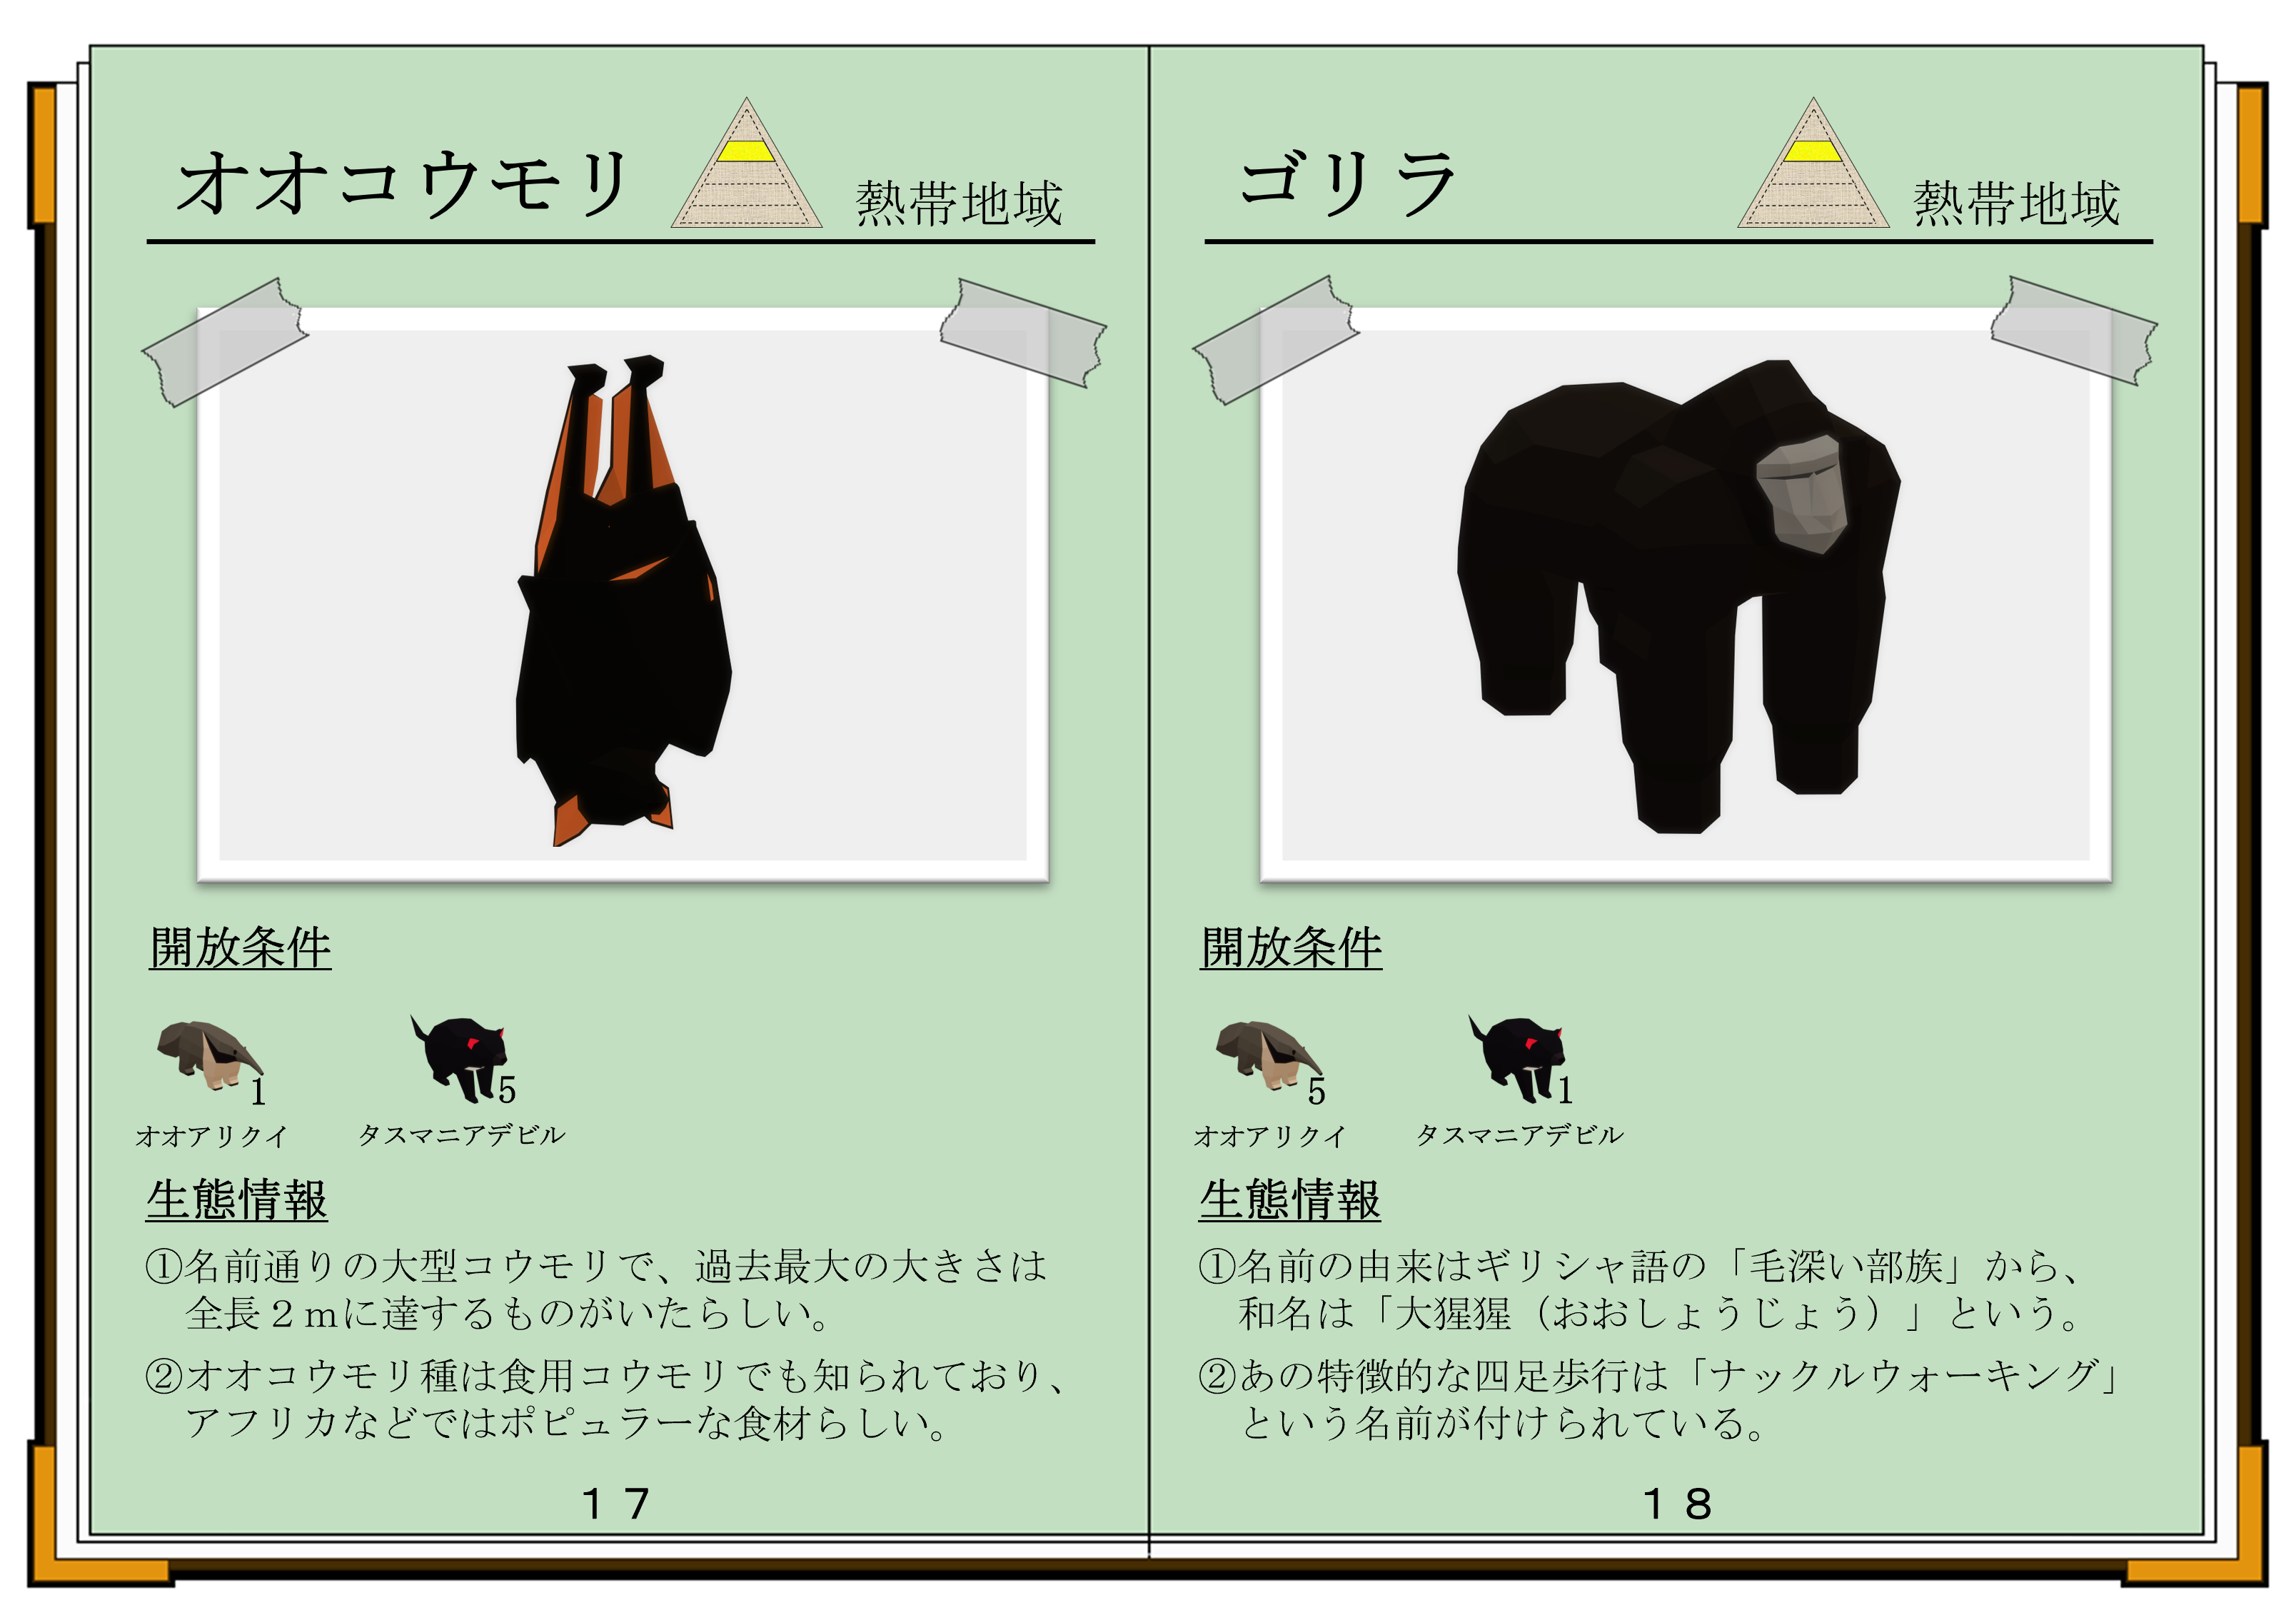 オオコウモリ
熱帯地域
開放条件
1
5
オオアリクイ
タスマニアデビル
生態情報
①名前通りの大型コウモリで、過去最大の大きさは
全長２ｍに達するものがいたらしい。
②オオコウモリ種は食用コウモリでも知られており、
アフリカなどではポピュラーな食材らしい。
１７
ゴリラ
熱帯地域
開放条件
5
1
オオアリクイ
タスマニアデビル
生態情報
①名前の由来はギリシャ語の「毛深い部族」から、
和名は「大猩猩（おおしょうじょう）」という。
②あの特徴的な四足歩行は「ナックルウォーキング」
という名前が付けられている。
１８